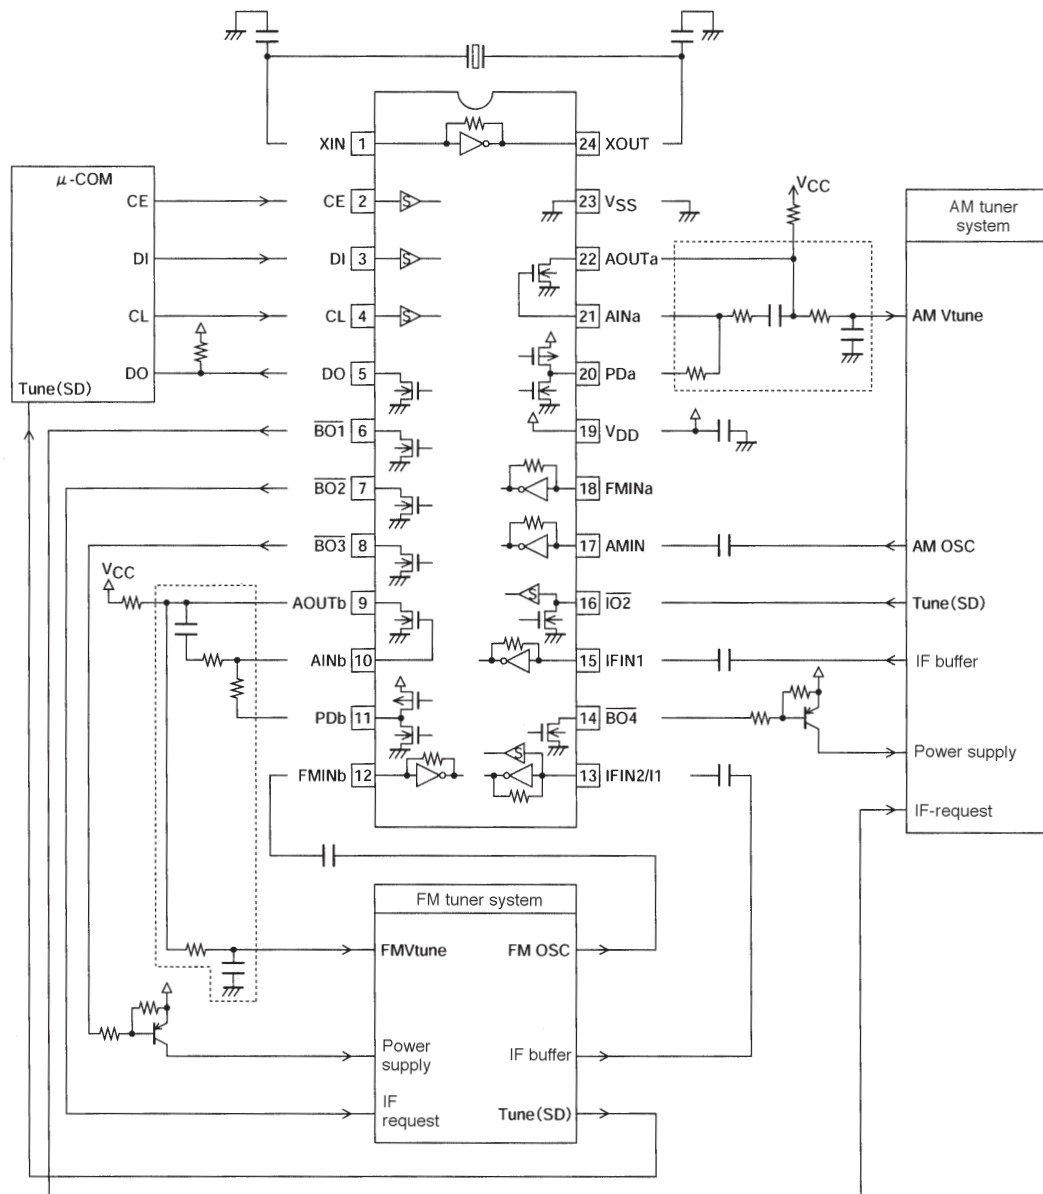 XIN 1 24 XOUT
μ-COM
CE CE 2 23 VSS
VCC
AM tuner
system
DI DI 3 22 AOUTa
CL CL 4 21 AINa AM Vtune
DO DO 5 20 PDa
Tune(SD)
BO1 6 19 VDD
BO2 7 18 FMINa
BO3 8 17 AMIN AM OSC
VCC
AOUTb 9 16 IO2 Tune(SD)
AINb 10 15 IFIN1 IF buffer
PDb 11 14 BO4
Power supply
FMINb 12 13 IFIN2/I1
IF-request
FM tuner system
FMVtune FM OSC
Power
supply
IF buffer
IF
request
Tune(SD)
S
S
S
S
S